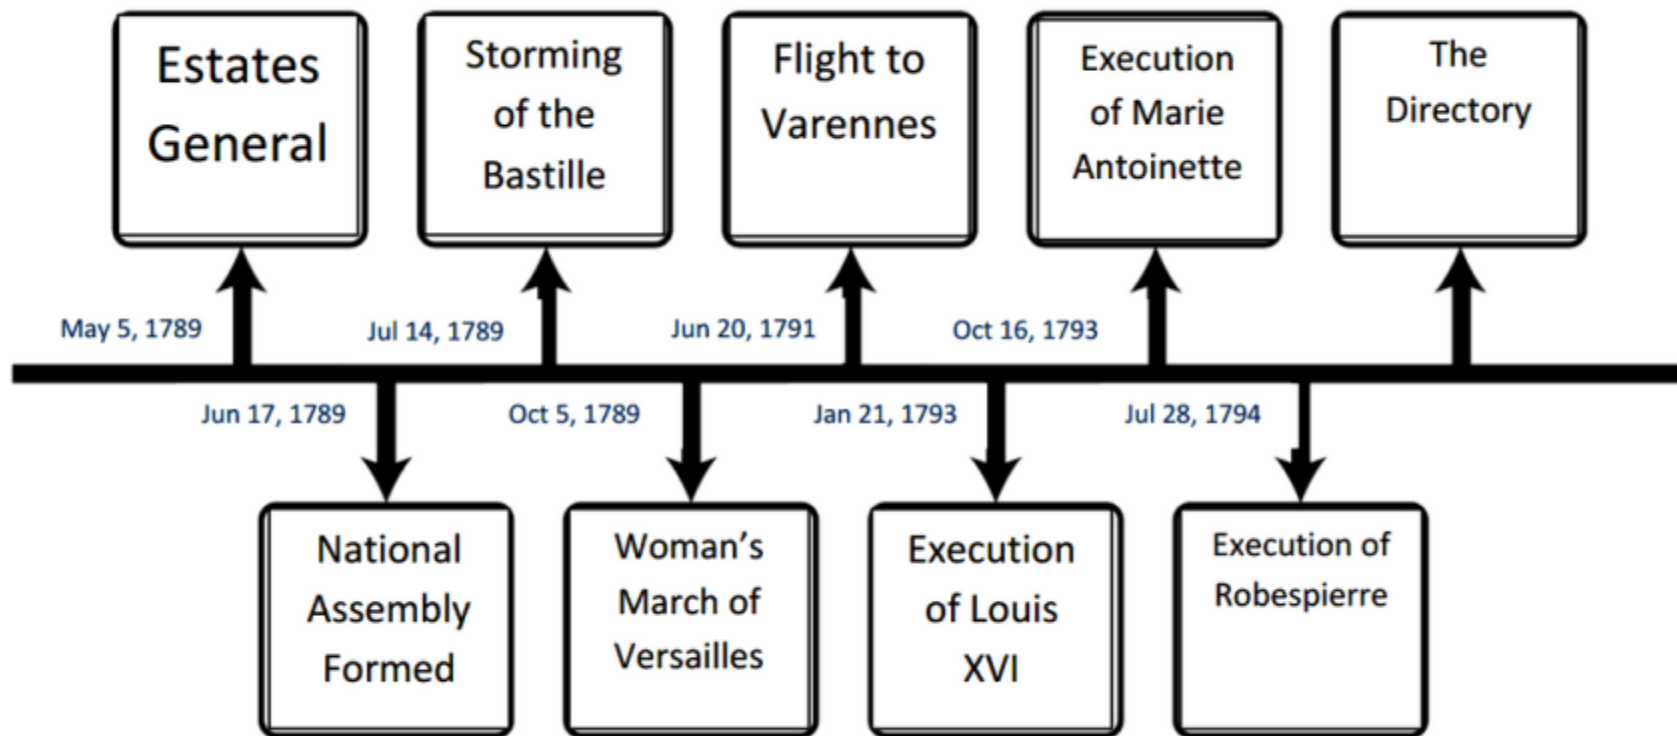 Estates
General
Storming
of the
Bastille
Flight to
Varennes
Execution
of Marie
Antoinette
The
Directory
May 5, 1789
Jul 14, 1789
Jun 20, 1791
Oct 16, 1793
Jun 17, 1789
Oct 5, 1789
Jan 21, 1793
Jul 28, 1794
National
Assembly
Formed
Woman’s
March of
Versailles
Execution
of Louis
XVI
Execution of
Robespierre